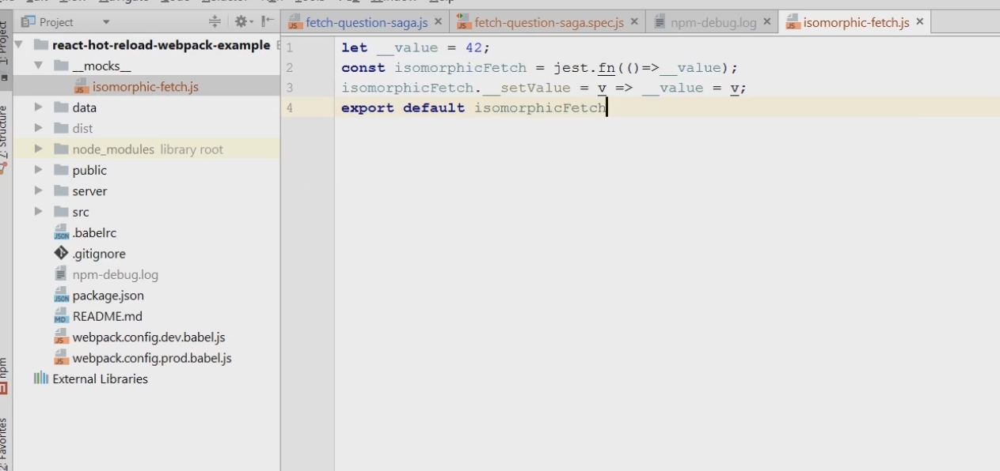 Project
fetch-question-saga.js
fetch-question-saga.spec.js
npm-debug.log
isomorphic-fetch.js
react-hot-reload-webpack-example
__mocks__
isomorphic-fetch.js
data
dist
node_modules library root
public
server
src
.babelrc
.gitignore
npm-debug.log
package.json
README.md
webpack.config.dev.babel.js
webpack.config.prod.babel.js
External Libraries
1 let __value = 42;
2 const isomorphicFetch = jest.fn(()=>__value);
3 isomorphicFetch.__setValue = v => __value = v;
4 export default isomorphicFetch
1: Project
Z: Structure
npm
2: Favorites